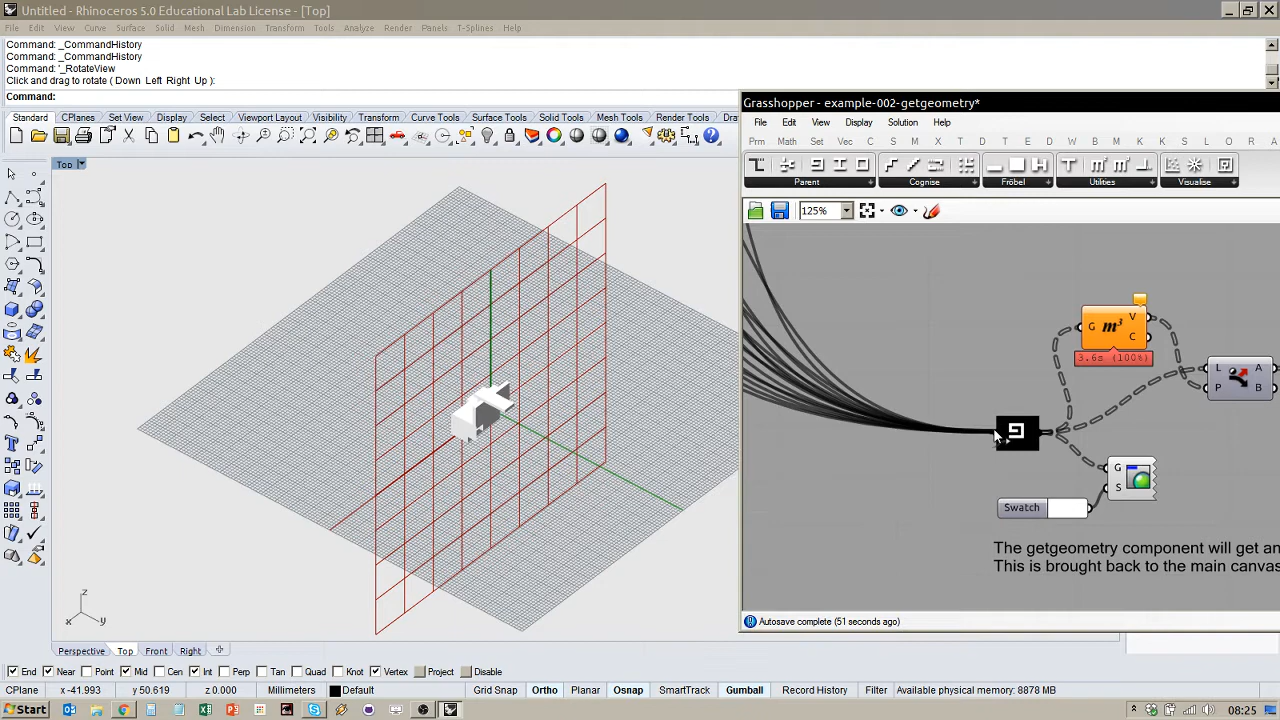 Untitled - Rhinoceros 5.0 Educational Lab License - [Top]
File Edit View Curve Surface Solid Mesh Dimension Transform Tools Analyze Render Panels T-Splines Help
Command: _CommandHistory
Command: _CommandHistory
Command: '_RotateView
Click and drag to rotate ( Down Left Right Up ):
Command:
Standard CPlanes Set View Display Select Viewport Layout Visibility Transform Curve Tools Surface Tools Solid Tools Mesh Tools Render Tools Dra
Top
Grasshopper - example-002-getgeometry*
File Edit View Display Solution Help
Prm Math Set Vec C S M X T D W B M K L O R A
Parent Cognise Fröbel Utilities Visualise
125%
G m³ V
C
3.6s (100%)
L A
P B
G
S
Swatch
The getgeometry component will get an
This is brought back to the main canvas
Autosave complete (51 seconds ago)
z
x y
Perspective Top Front Right
End Near Point Mid Cen Int Perp Tan Quad Knot Vertex Project Disable
CPlane x -41.993 y 50.619 z 0.000 Millimeters Default Grid Snap Ortho Planar Osnap SmartTrack Gumball Record History Filter Available physical memory: 8878 MB
Start 08:25